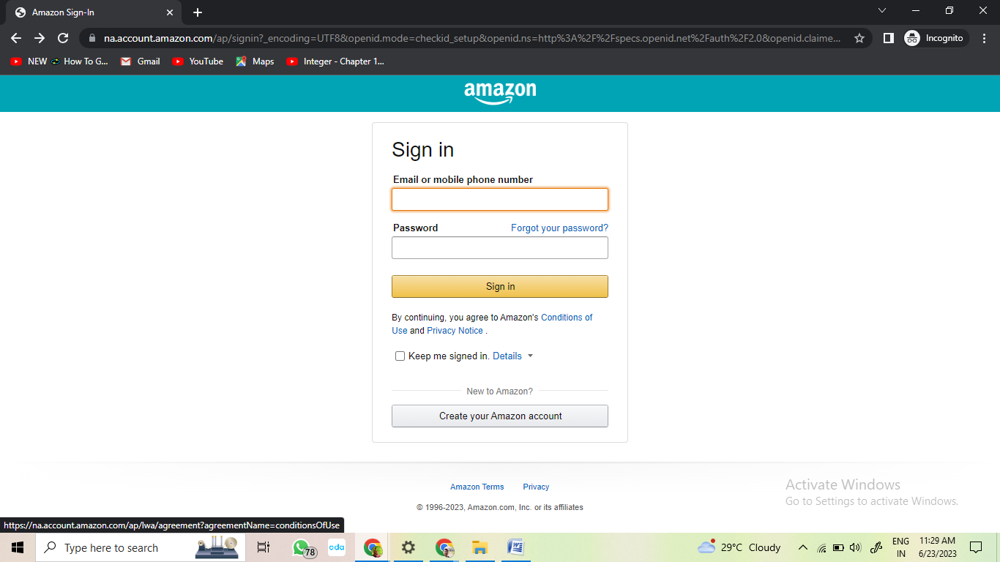 Amazon Sign-In
na.account.amazon.com/ap/signin?_encoding=UTF8&openid.mode=checkid_setup&openid.ns=http%3A%2F%2Fspecs.openid.net%2Fauth%2F2.0&openid.claime...
Incognito
NEW How To G... Gmail YouTube Maps Integer - Chapter 1...
amazon
Sign in
Email or mobile phone number
Password Forgot your password?
Sign in
By continuing, you agree to Amazon's Conditions of
Use and Privacy Notice .
Keep me signed in. Details
New to Amazon?
Create your Amazon account
Amazon Terms Privacy
© 1996-2023, Amazon.com, Inc. or its affiliates
Activate Windows
Go to Settings to activate Windows.
https://na.account.amazon.com/ap/lwa/agreement?agreementName=conditionsOfUse
Type here to search
78
cda
29°C Cloudy
ENG
IN
11:29 AM
6/23/2023